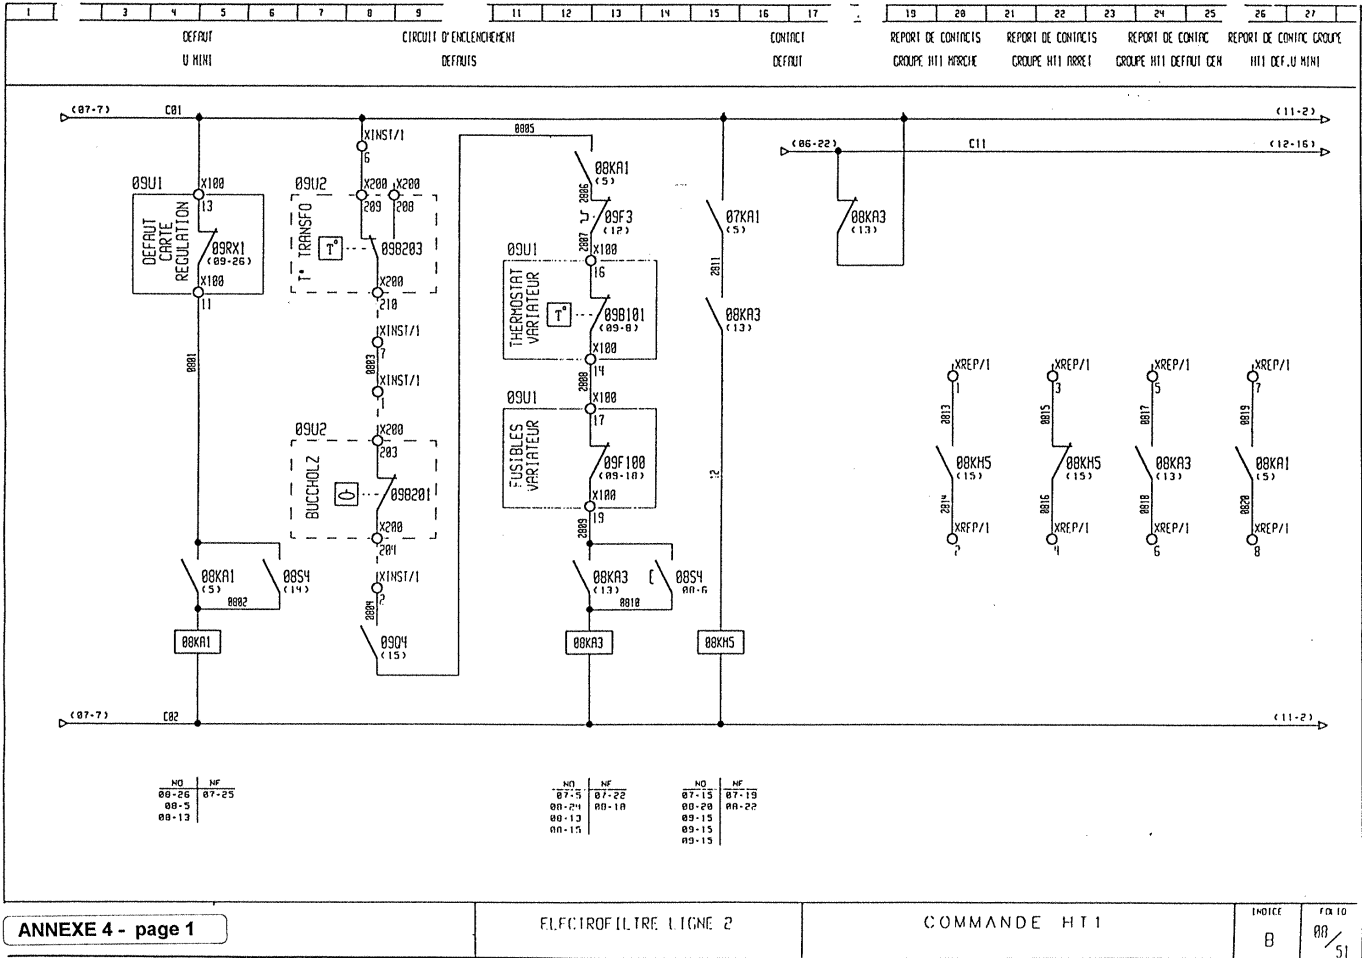 1 3 4 5 6 7 8 9 11 12 13 14 15 16 17 19 20 21 22 23 24 25 26 27
DEFAUT
U MINI
CIRCUIT D'ENCLENCHEMENT
DEFAUTS
CONTACT
DEFAUT
REPORT DE CONTACTS
GROUPE HT1 MARCHE
REPORT DE CONTACTS
GROUPE HT1 ARRET
REPORT DE CONTAC
GROUPE HT1 DEFAUT GEN
REPORT DE CONTAC GROUPE
HT1 DEF.U MINI
(07-7) C01 (11-2)
(06-22) C11 (12-16)
09U1
X100
13
DEFAUT
CARTE
REGULATION
09RX1
(09-26)
X100
11
0801
08KA1
(5)
08S4
(14)
0802
08KA1
XINST/1
6
09U2
X200
209
X200
208
T° TRANSFO
T°
09B203
X200
210
XINST/1
7
0803
XINST/1
1
09U2
X200
203
BUCCHOLZ
09B201
X200
204
XINST/1
2
0804
09Q4
(15)
0805
08KA1
(5)
2806
09F3
(12)
2807
09U1
X100
16
THERMOSTAT
VARIATEUR
T°
09B101
(09-8)
X100
14
2808
09U1
X100
17
FUSIBLES
VARIATEUR
09F100
(09-10)
X100
19
2809
08KA3
(13)
08S4
08-6
0810
08KA3
07KA1
(5)
2811
08KA3
(13)
08KM5
08KA3
(13)
XREP/1
1
2813
08KM5
(15)
2814
XREP/1
2
XREP/1
3
0815
08KM5
(15)
0816
XREP/1
4
XREP/1
5
0817
08KA3
(13)
0818
XREP/1
6
XREP/1
7
0819
08KA1
(5)
0820
XREP/1
8
(07-7) C02 (11-2)
NO NF
08-26 07-25
08-5
08-13
NO NF
07-5 07-22
08-24 08-18
08-13
08-15
NO NF
07-15 07-19
08-20 08-22
09-15
09-15
09-15
ANNEXE 4 - page 1
ELECTROFILTRE LIGNE 2
COMMANDE HT1
INDICE
B
FOLIO
08/51